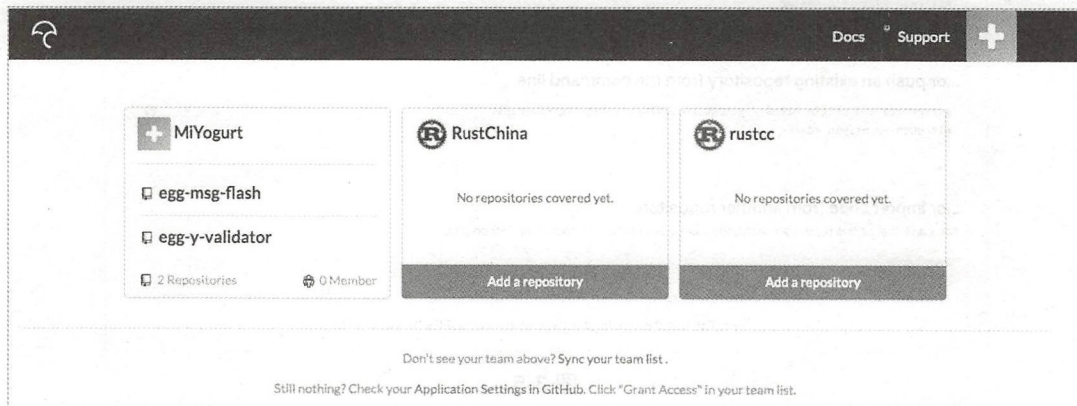 Docs Support
MiYogurt
egg-msg-flash
egg-y-validator
2 Repositories 0 Member
RustChina
No repositories covered yet.
Add a repository
rustcc
No repositories covered yet.
Add a repository
Don't see your team above? Sync your team list.
Still nothing? Check your Application Settings in GitHub. Click "Grant Access" in your team list.